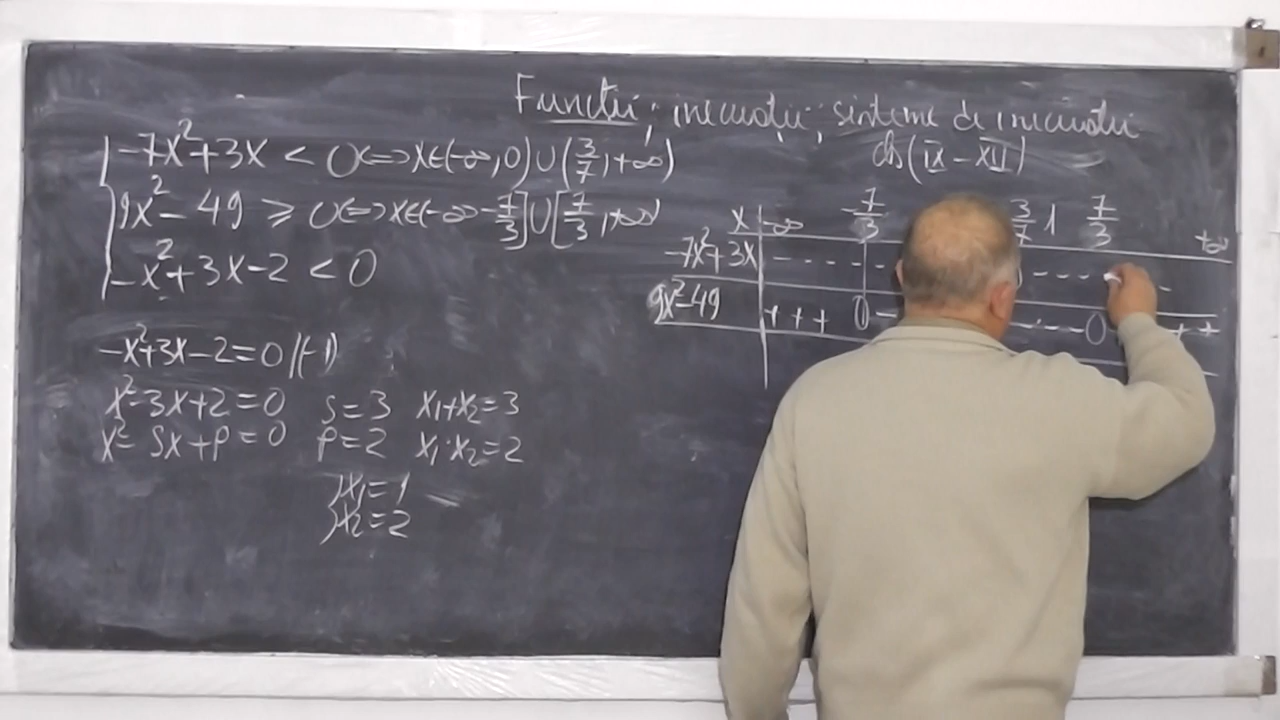 Funcții; inecuații; sisteme de inecuații
cls (IX - XII)
-7x²+3x < 0 <=> x∈(-∞,0)∪(3/7;+∞)
9x² - 49 ≥ 0 <=> x∈(-∞ -7/3]∪[7/3;+∞)
-x²+3x-2 < 0
-x²+3x-2=0 |(-1)
x²-3x+2=0 S=3 x₁+x₂=3
x²-Sx+P=0 P=2 x₁·x₂=2
x₁=1
x₂=2
x -∞ -7/3 3/7 1 7/3 +∞
-7x²+3x - - - - - - - - -
9x²-49 + + + 0 - - - - 0 + +